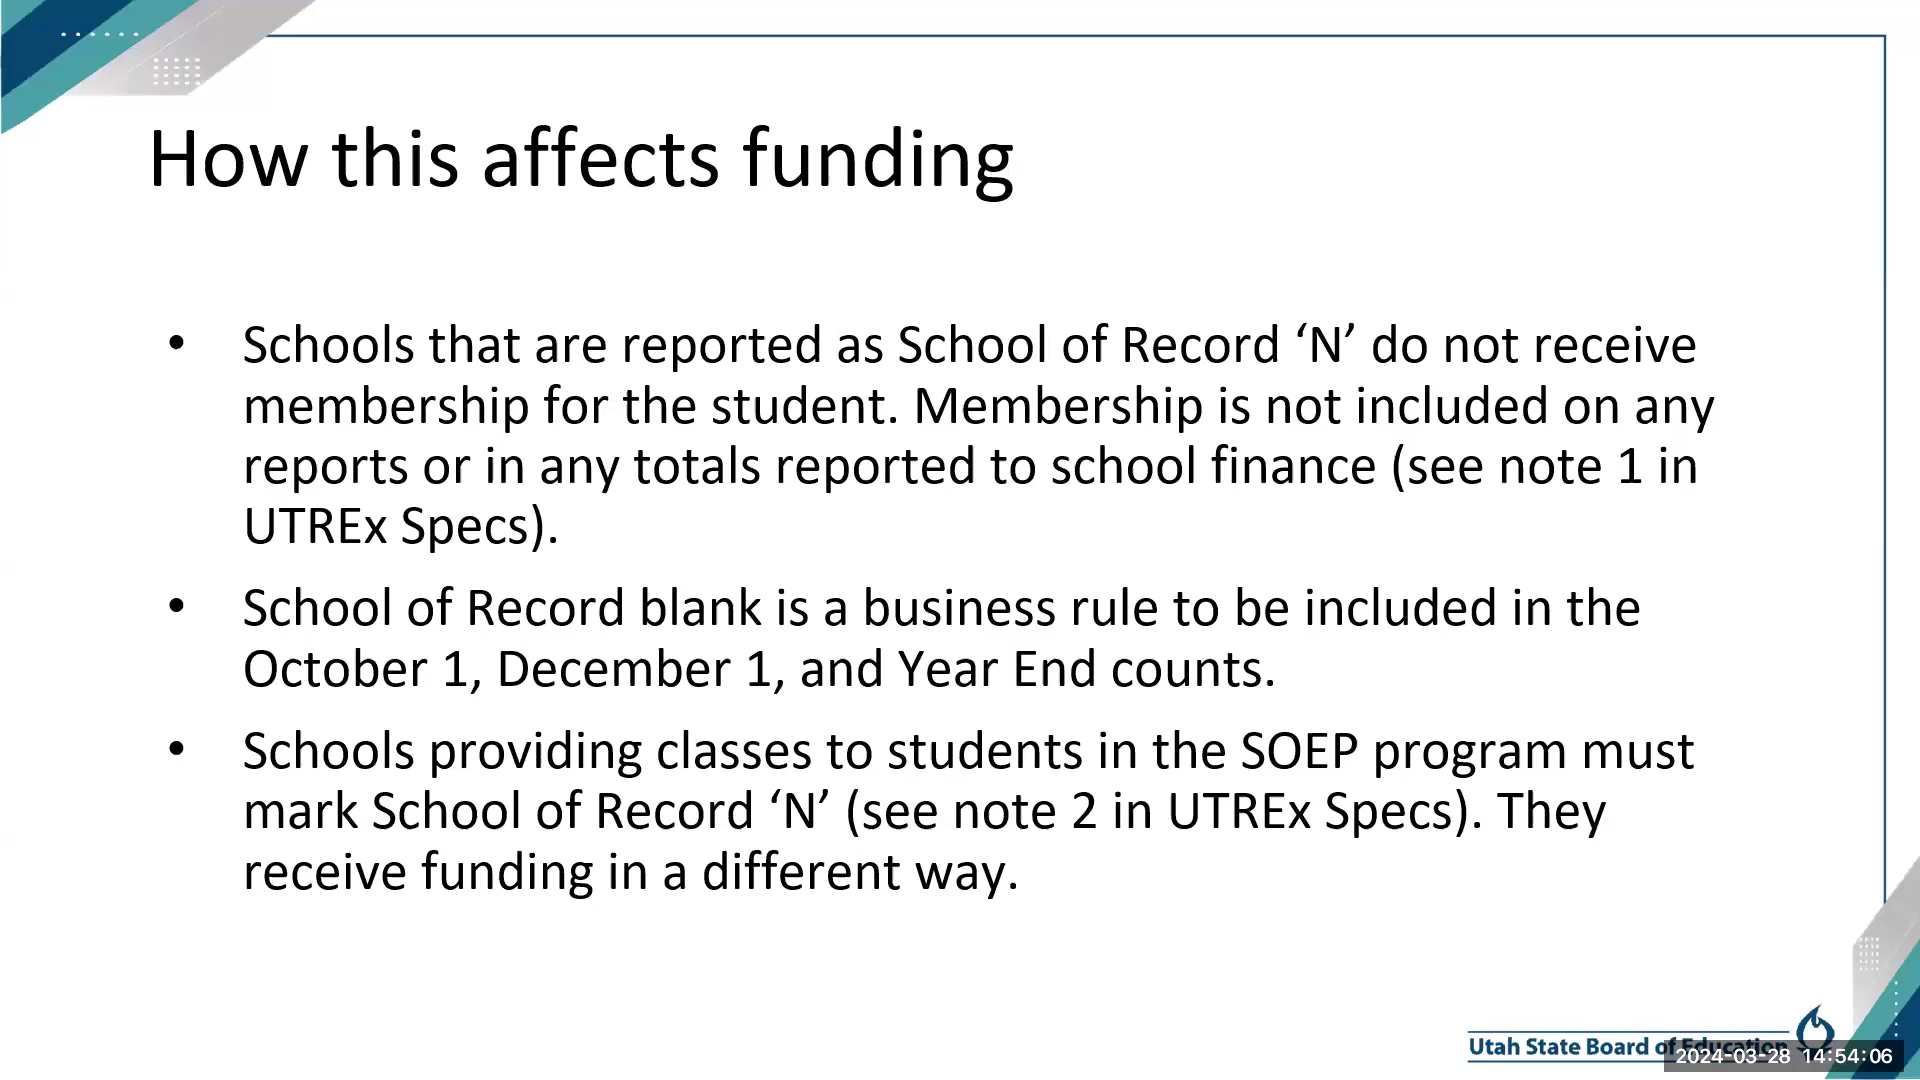 How this affects funding
• Schools that are reported as School of Record ‘N’ do not receive
membership for the student. Membership is not included on any
reports or in any totals reported to school finance (see note 1 in
UTREx Specs).
• School of Record blank is a business rule to be included in the
October 1, December 1, and Year End counts.
• Schools providing classes to students in the SOEP program must
mark School of Record ‘N’ (see note 2 in UTREx Specs). They
receive funding in a different way.
Utah State Board of Education
2024-03-28 14:54:06